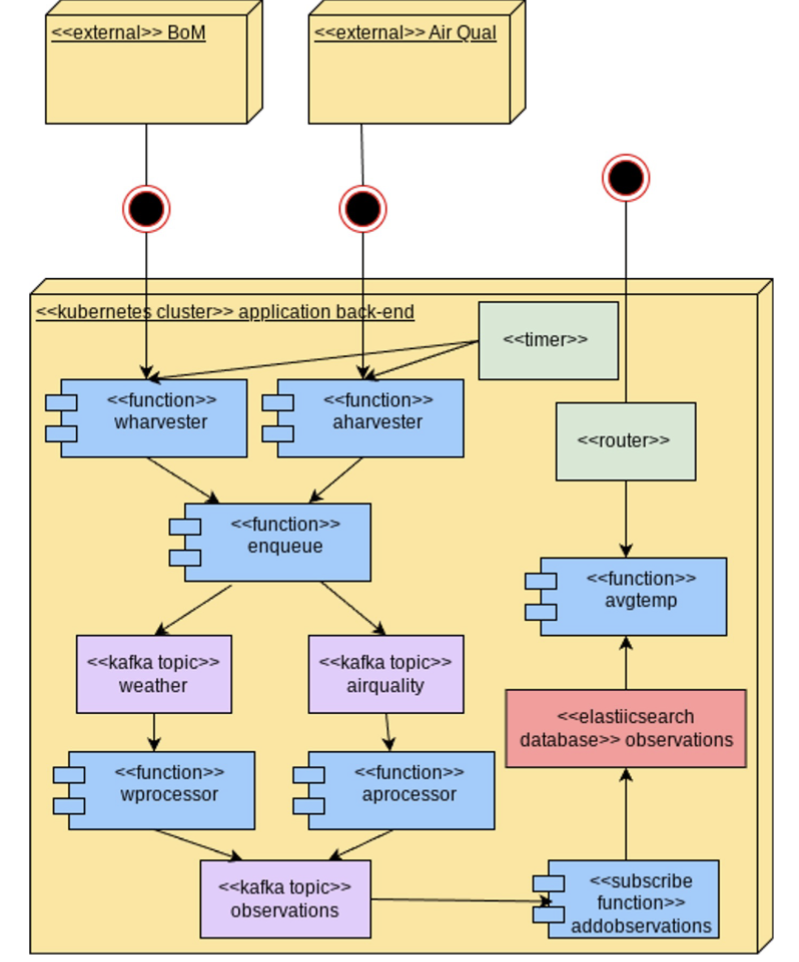 <<external>> BoM
<<external>> Air Qual
<<kubernetes cluster>> application back-end
<<timer>>
<<function>>
wharvester
<<function>>
aharvester
<<router>>
<<function>>
enqueue
<<function>>
avgtemp
<<kafka topic>>
weather
<<kafka topic>>
airquality
<<elastiicsearch
database>> observations
<<function>>
wprocessor
<<function>>
aprocessor
<<kafka topic>>
observations
<<subscribe
function>>
addobservations